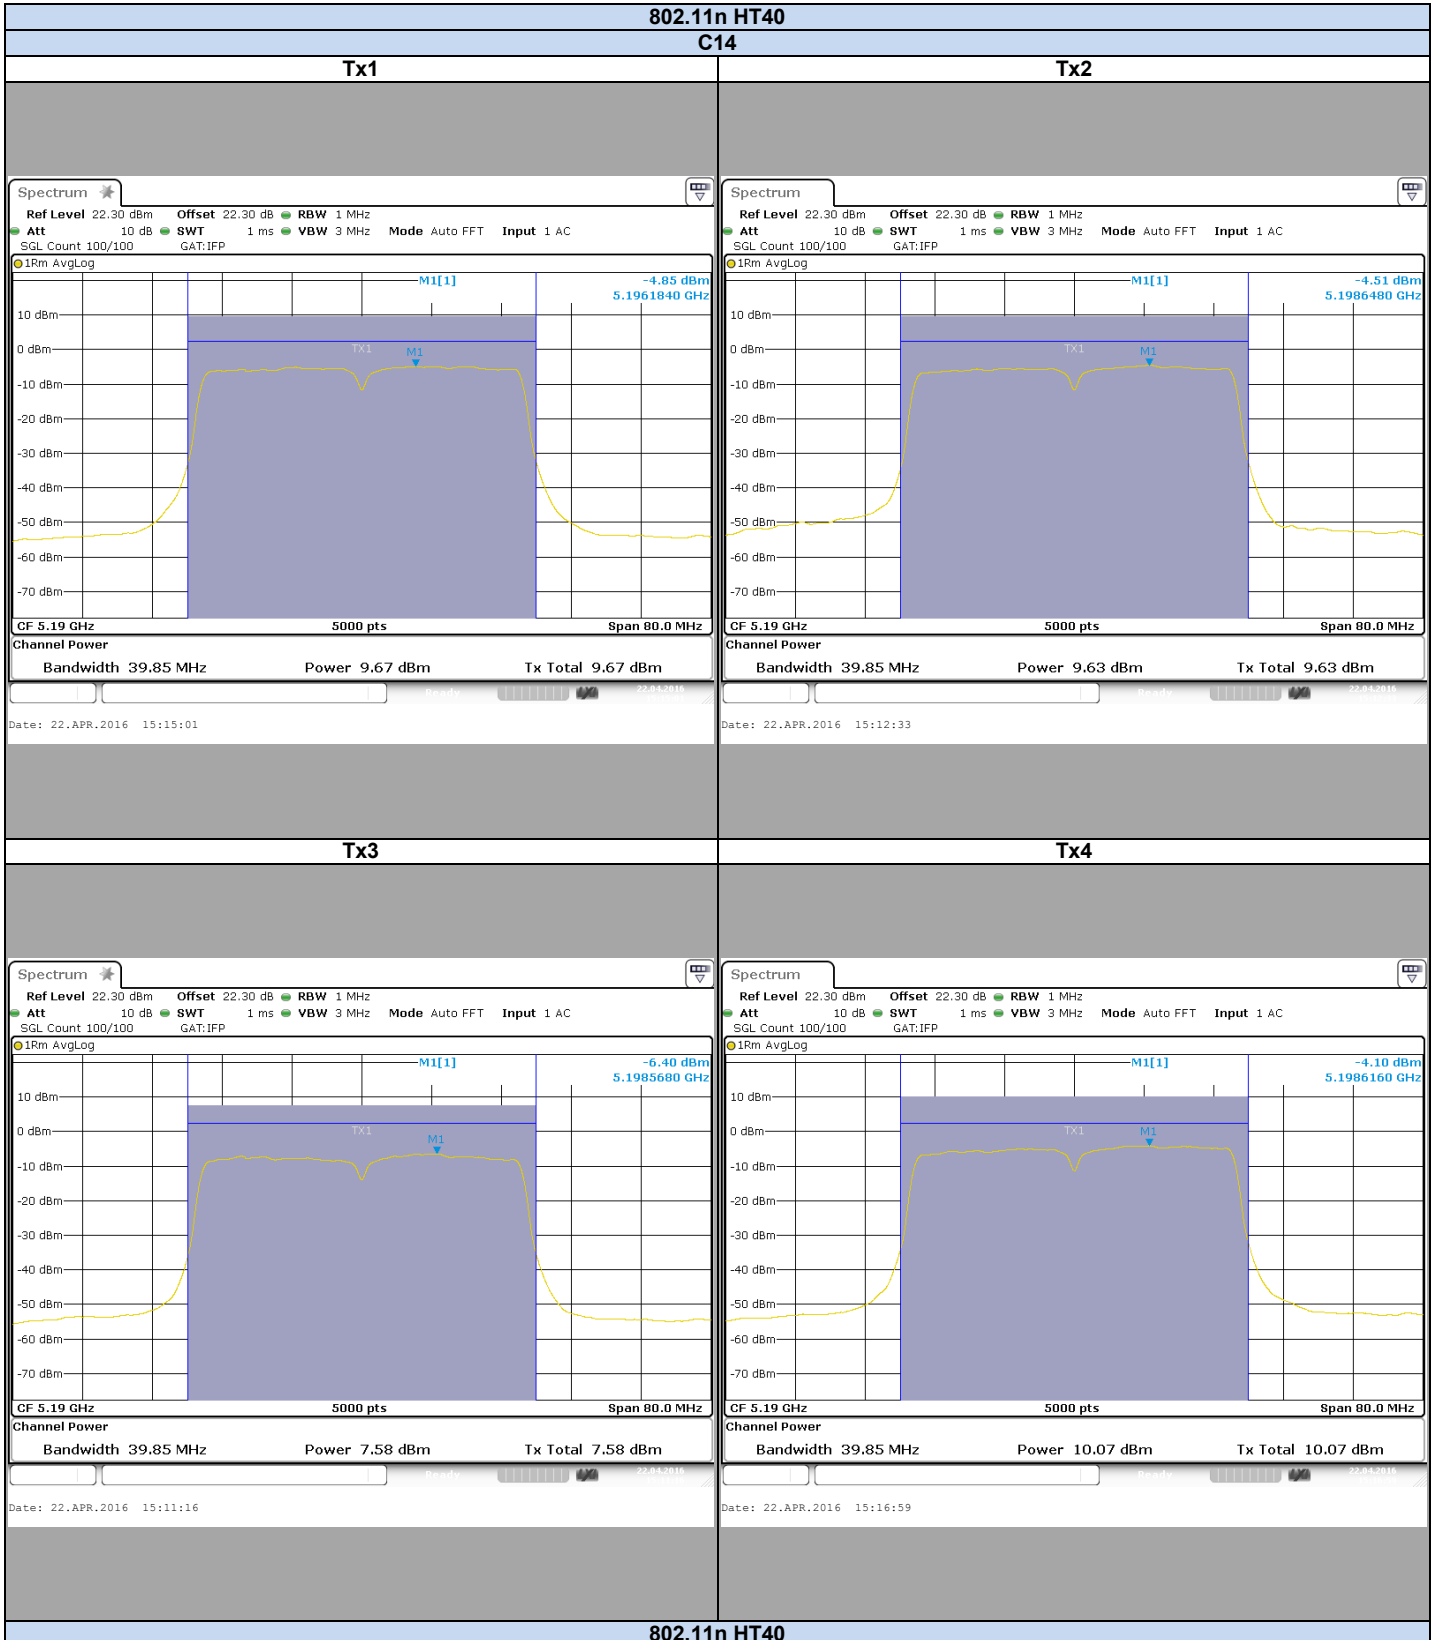 802.11n HT40
C14
Tx1
Tx2
Spectrum
Ref Level 22.30 dBm Offset 22.30 dB RBW 1 MHz
Att 10 dB SWT 1 ms VBW 3 MHz Mode Auto FFT Input 1 AC
SGL Count 100/100 GAT:IFP
1Rm AvgLog
M1[1] -4.85 dBm
5.1961840 GHz
10 dBm
0 dBm
TX1
M1
-10 dBm
-20 dBm
-30 dBm
-40 dBm
-50 dBm
-60 dBm
-70 dBm
CF 5.19 GHz 5000 pts Span 80.0 MHz
Channel Power
Bandwidth 39.85 MHz Power 9.67 dBm Tx Total 9.67 dBm
Ready 22.04.2016
Date: 22.APR.2016 15:15:01
Spectrum
Ref Level 22.30 dBm Offset 22.30 dB RBW 1 MHz
Att 10 dB SWT 1 ms VBW 3 MHz Mode Auto FFT Input 1 AC
SGL Count 100/100 GAT:IFP
1Rm AvgLog
M1[1] -4.51 dBm
5.1986480 GHz
10 dBm
0 dBm
TX1
M1
-10 dBm
-20 dBm
-30 dBm
-40 dBm
-50 dBm
-60 dBm
-70 dBm
CF 5.19 GHz 5000 pts Span 80.0 MHz
Channel Power
Bandwidth 39.85 MHz Power 9.63 dBm Tx Total 9.63 dBm
Ready 22.04.2016
Date: 22.APR.2016 15:12:33
Tx3
Tx4
Spectrum
Ref Level 22.30 dBm Offset 22.30 dB RBW 1 MHz
Att 10 dB SWT 1 ms VBW 3 MHz Mode Auto FFT Input 1 AC
SGL Count 100/100 GAT:IFP
1Rm AvgLog
M1[1] -6.40 dBm
5.1985680 GHz
10 dBm
0 dBm
TX1
M1
-10 dBm
-20 dBm
-30 dBm
-40 dBm
-50 dBm
-60 dBm
-70 dBm
CF 5.19 GHz 5000 pts Span 80.0 MHz
Channel Power
Bandwidth 39.85 MHz Power 7.58 dBm Tx Total 7.58 dBm
Ready 22.04.2016
Date: 22.APR.2016 15:11:16
Spectrum
Ref Level 22.30 dBm Offset 22.30 dB RBW 1 MHz
Att 10 dB SWT 1 ms VBW 3 MHz Mode Auto FFT Input 1 AC
SGL Count 100/100 GAT:IFP
1Rm AvgLog
M1[1] -4.10 dBm
5.1986160 GHz
10 dBm
0 dBm
TX1
M1
-10 dBm
-20 dBm
-30 dBm
-40 dBm
-50 dBm
-60 dBm
-70 dBm
CF 5.19 GHz 5000 pts Span 80.0 MHz
Channel Power
Bandwidth 39.85 MHz Power 10.07 dBm Tx Total 10.07 dBm
Ready 22.04.2016
Date: 22.APR.2016 15:16:59
802.11n HT40